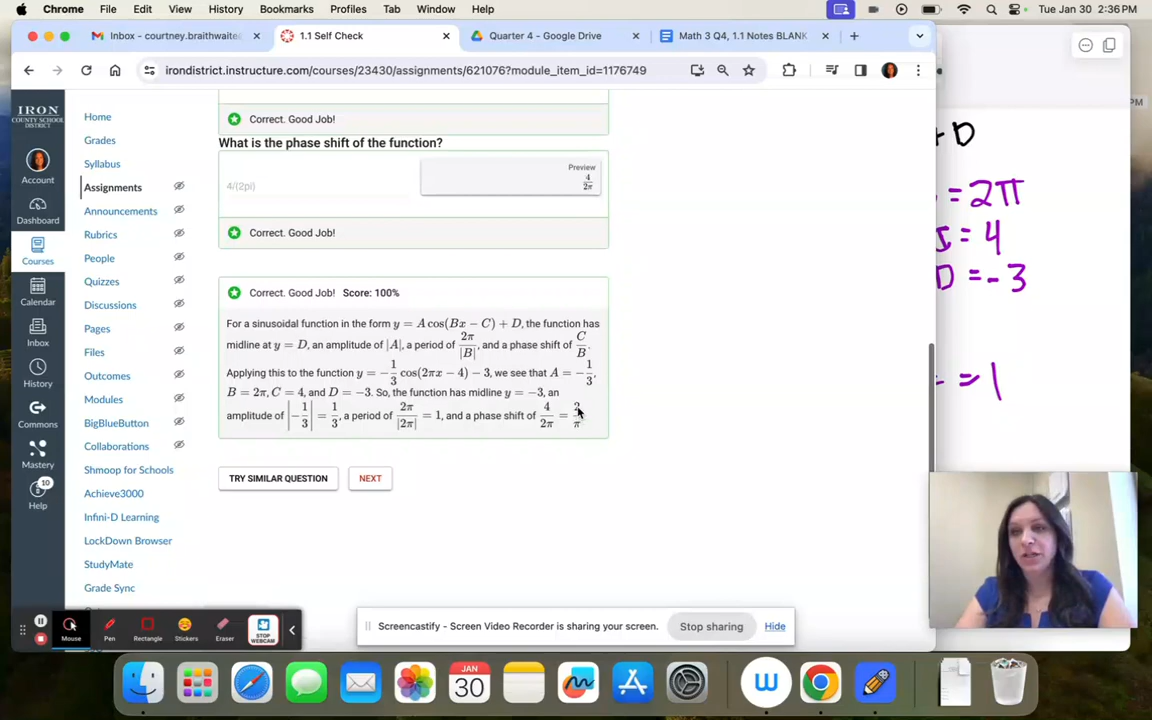 Chrome File Edit View History Bookmarks Profiles Tab Window Help
Tue Jan 30 2:36 PM
Inbox - courtney.braithwaite
1.1 Self Check
Quarter 4 - Google Drive
Math 3 Q4, 1.1 Notes BLANK
irondistrict.instructure.com/courses/23430/assignments/621076?module_item_id=1176749
IRON
COUNTY SCHOOL
DISTRICT
Account
Dashboard
Courses
Calendar
Inbox
History
Commons
Mastery
10
Help
Home
Grades
Syllabus
Assignments
Announcements
Rubrics
People
Quizzes
Discussions
Pages
Files
Outcomes
Modules
BigBlueButton
Collaborations
Shmoop for Schools
Achieve3000
Infini-D Learning
LockDown Browser
StudyMate
Grade Sync
Correct. Good Job!
What is the phase shift of the function?
4/(2pi)
Preview
4/2π
Correct. Good Job!
Correct. Good Job! Score: 100%
For a sinusoidal function in the form y = A cos(Bx − C) + D, the function has
midline at y = D, an amplitude of |A|, a period of 2π/|B|, and a phase shift of C/B.
Applying this to the function y = −1/3 cos(2πx − 4) − 3, we see that A = −1/3,
B = 2π, C = 4, and D = −3. So, the function has midline y = −3, an
amplitude of |−1/3| = 1/3, a period of 2π/|2π| = 1, and a phase shift of 4/2π = 2/π
TRY SIMILAR QUESTION
NEXT
PM
+ D
= 2π
= 4
D = - 3
= 1
Mouse
Pen
Rectangle
Stickers
Eraser
STOP
WEBCAM
Screencastify - Screen Video Recorder is sharing your screen.
Stop sharing
Hide
JAN
30
W